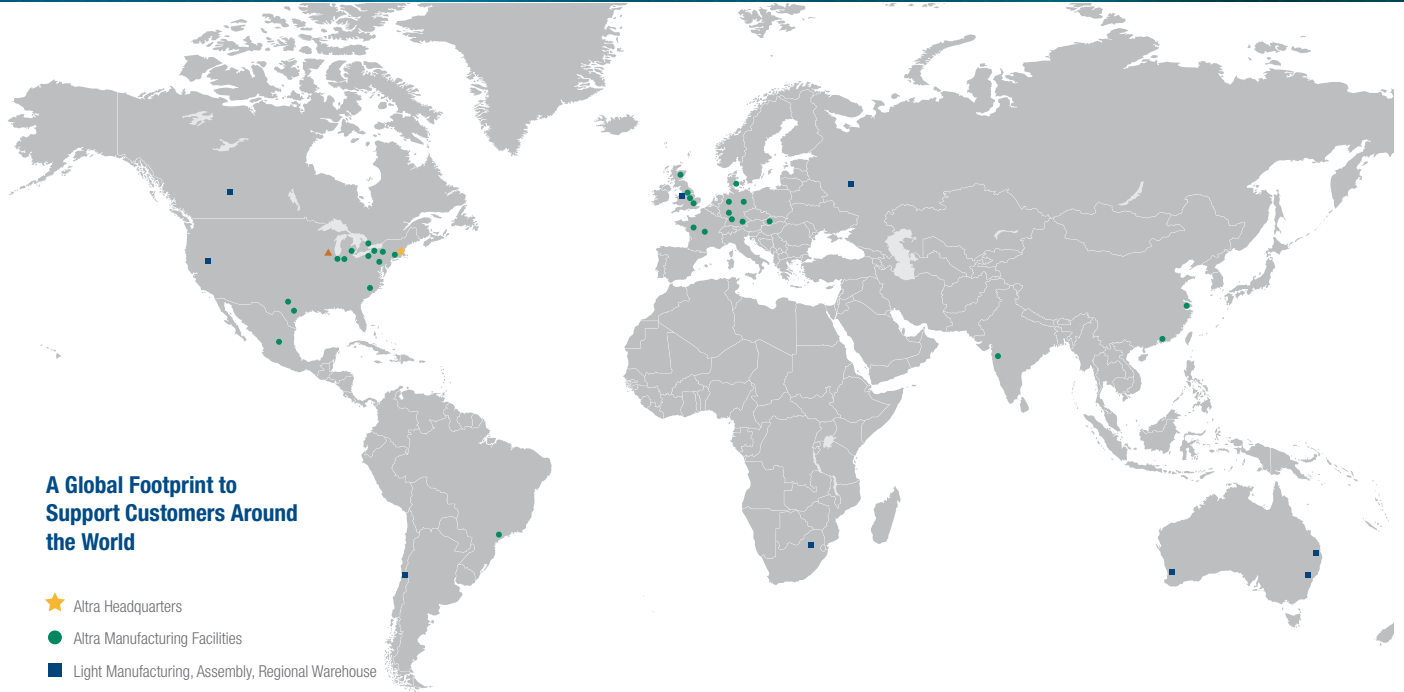 A Global Footprint to
Support Customers Around
the World
Altra Headquarters
Altra Manufacturing Facilities
Light Manufacturing, Assembly, Regional Warehouse